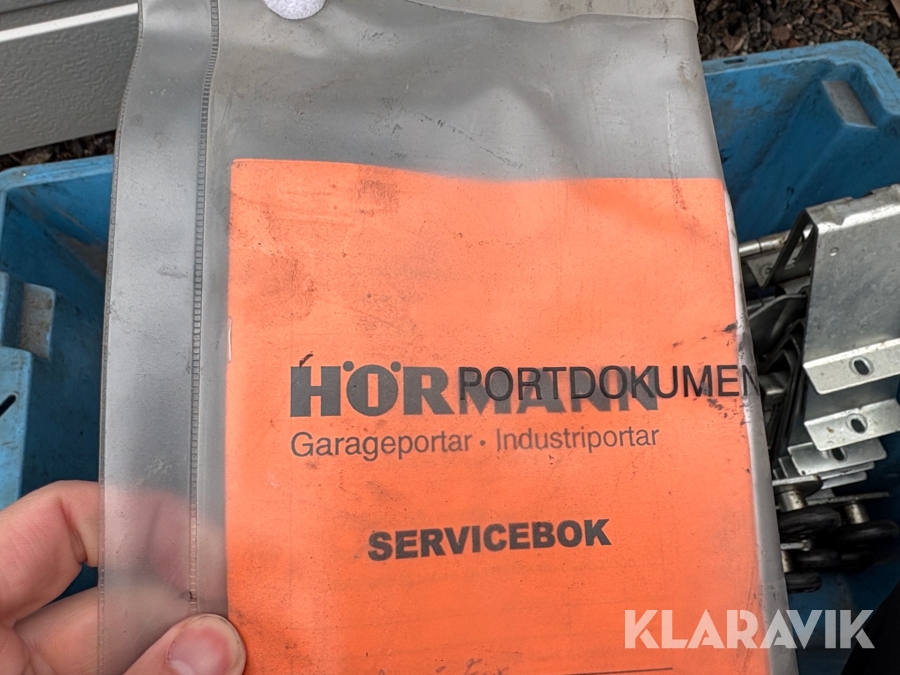 HÖRMANN
PORTDOKUMEN
Garageportar · Industriportar
SERVICEBOK
KLARAVIK